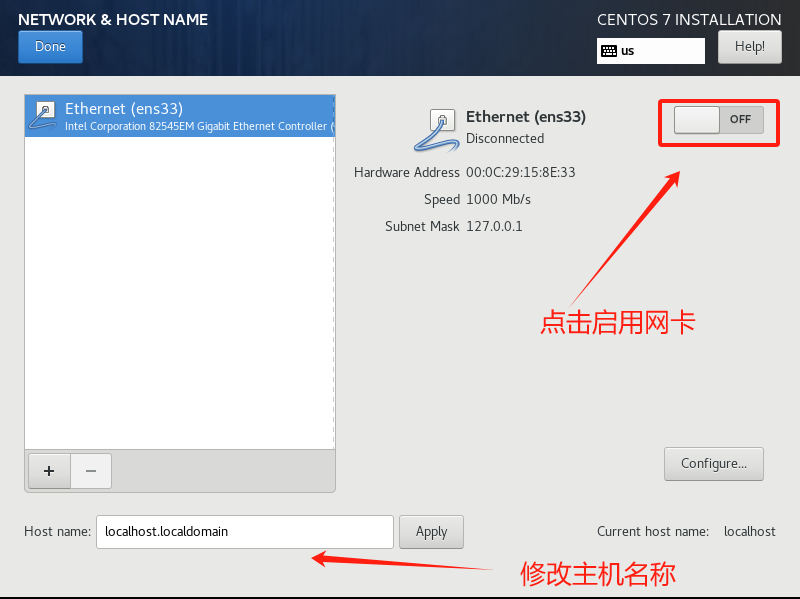 NETWORK & HOST NAME
CENTOS 7 INSTALLATION
Done
us
Help!
Ethernet (ens33)
Intel Corporation 82545EM Gigabit Ethernet Controller (
Ethernet (ens33)
Disconnected
OFF
Hardware Address 00:0C:29:15:8E:33
Speed 1000 Mb/s
Subnet Mask 127.0.0.1
点击启用网卡
+ −
Configure...
Host name: localhost.localdomain Apply
Current host name: localhost
修改主机名称